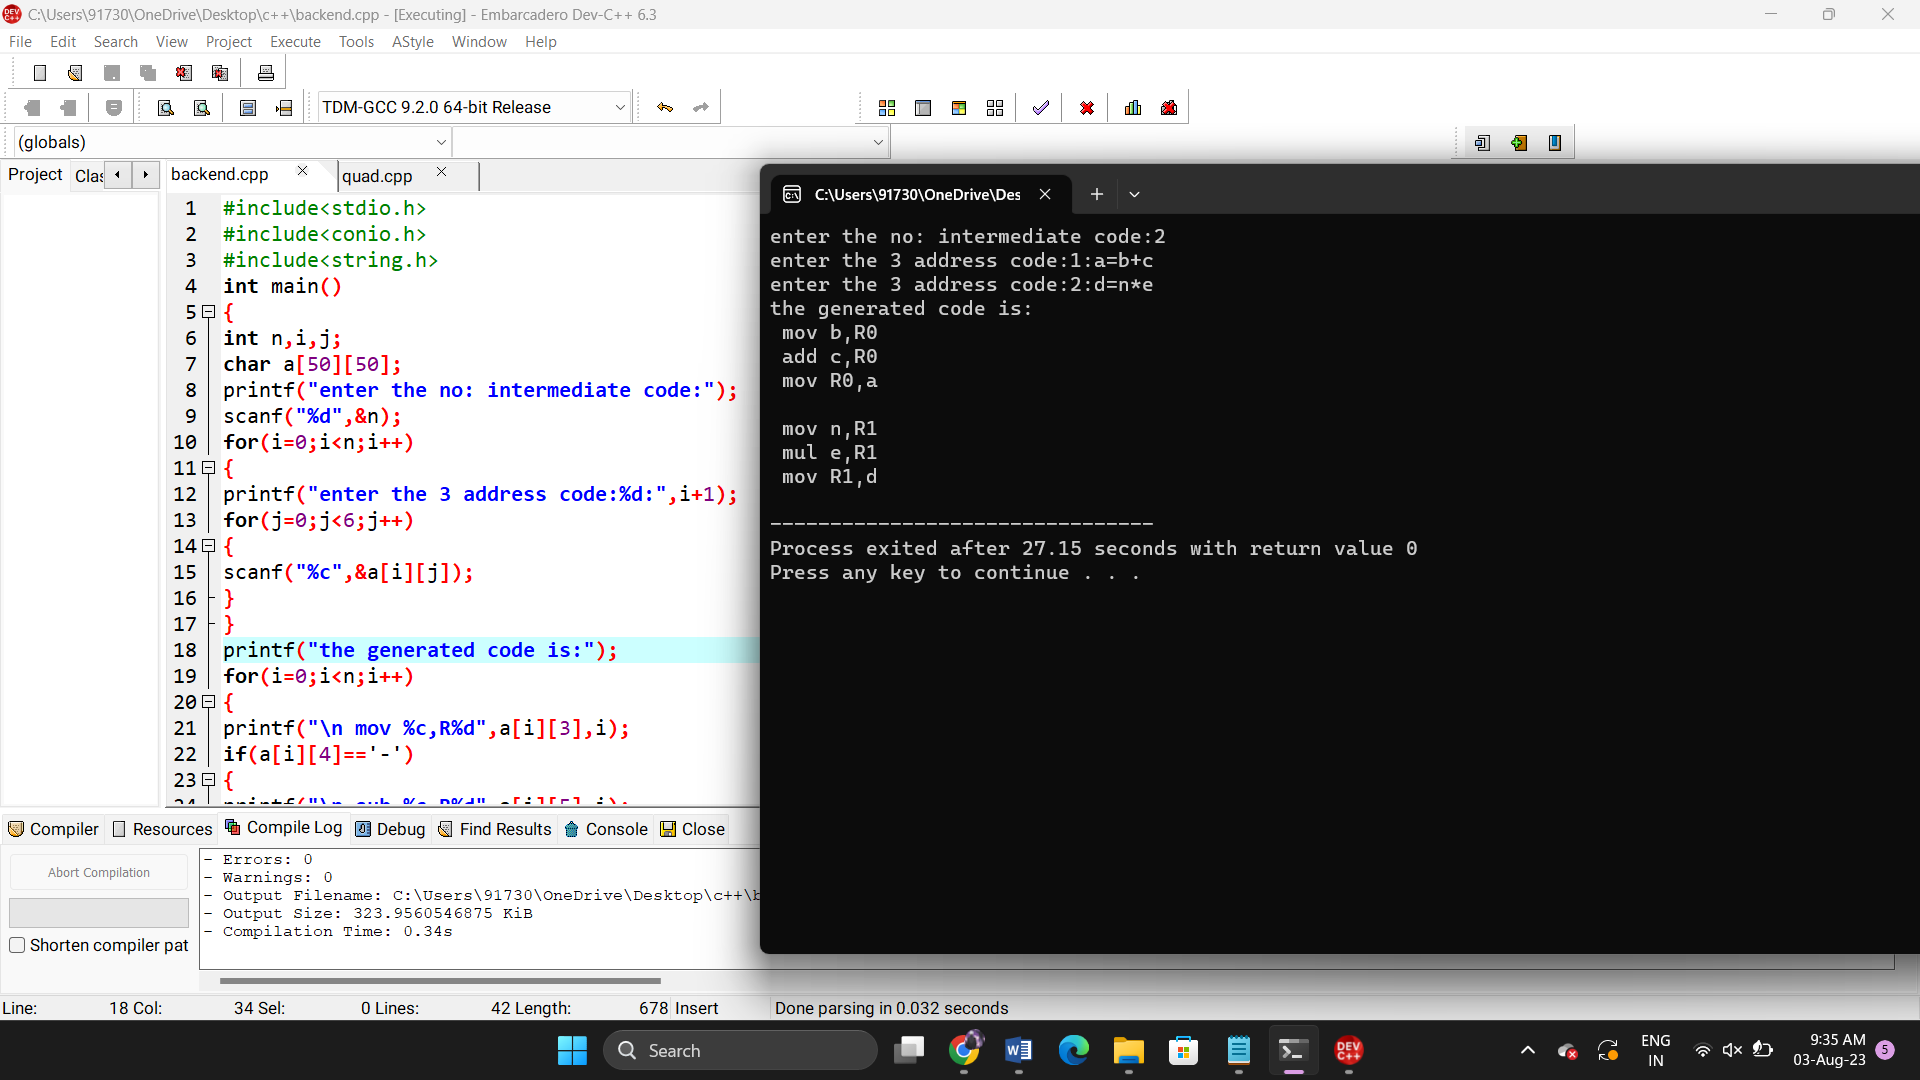 C:\Users\91730\OneDrive\Desktop\c++\backend.cpp - [Executing] - Embarcadero Dev-C++ 6.3
File Edit Search View Project Execute Tools AStyle Window Help
TDM-GCC 9.2.0 64-bit Release
(globals)
Project Clas backend.cpp quad.cpp
1 #include<stdio.h>
2 #include<conio.h>
3 #include<string.h>
4 int main()
5 {
6 int n,i,j;
7 char a[50][50];
8 printf("enter the no: intermediate code:");
9 scanf("%d",&n);
10 for(i=0;i<n;i++)
11 {
12 printf("enter the 3 address code:%d:",i+1);
13 for(j=0;j<6;j++)
14 {
15 scanf("%c",&a[i][j]);
16 }
17 }
18 printf("the generated code is:");
19 for(i=0;i<n;i++)
20 {
21 printf("\n mov %c,R%d",a[i][3],i);
22 if(a[i][4]=='-')
23 {
C:\Users\91730\OneDrive\Des
enter the no: intermediate code:2
enter the 3 address code:1:a=b+c
enter the 3 address code:2:d=n*e
the generated code is:
mov b,R0
add c,R0
mov R0,a
mov n,R1
mul e,R1
mov R1,d
--------------------------------
Process exited after 27.15 seconds with return value 0
Press any key to continue . . .
Compiler Resources Compile Log Debug Find Results Console Close
Abort Compilation
Shorten compiler pat
- Errors: 0
- Warnings: 0
- Output Filename: C:\Users\91730\OneDrive\Desktop\c++\b
- Output Size: 323.9560546875 KiB
- Compilation Time: 0.34s
Line: 18 Col: 34 Sel: 0 Lines: 42 Length: 678 Insert Done parsing in 0.032 seconds
Search
ENG
IN
9:35 AM
03-Aug-23
5